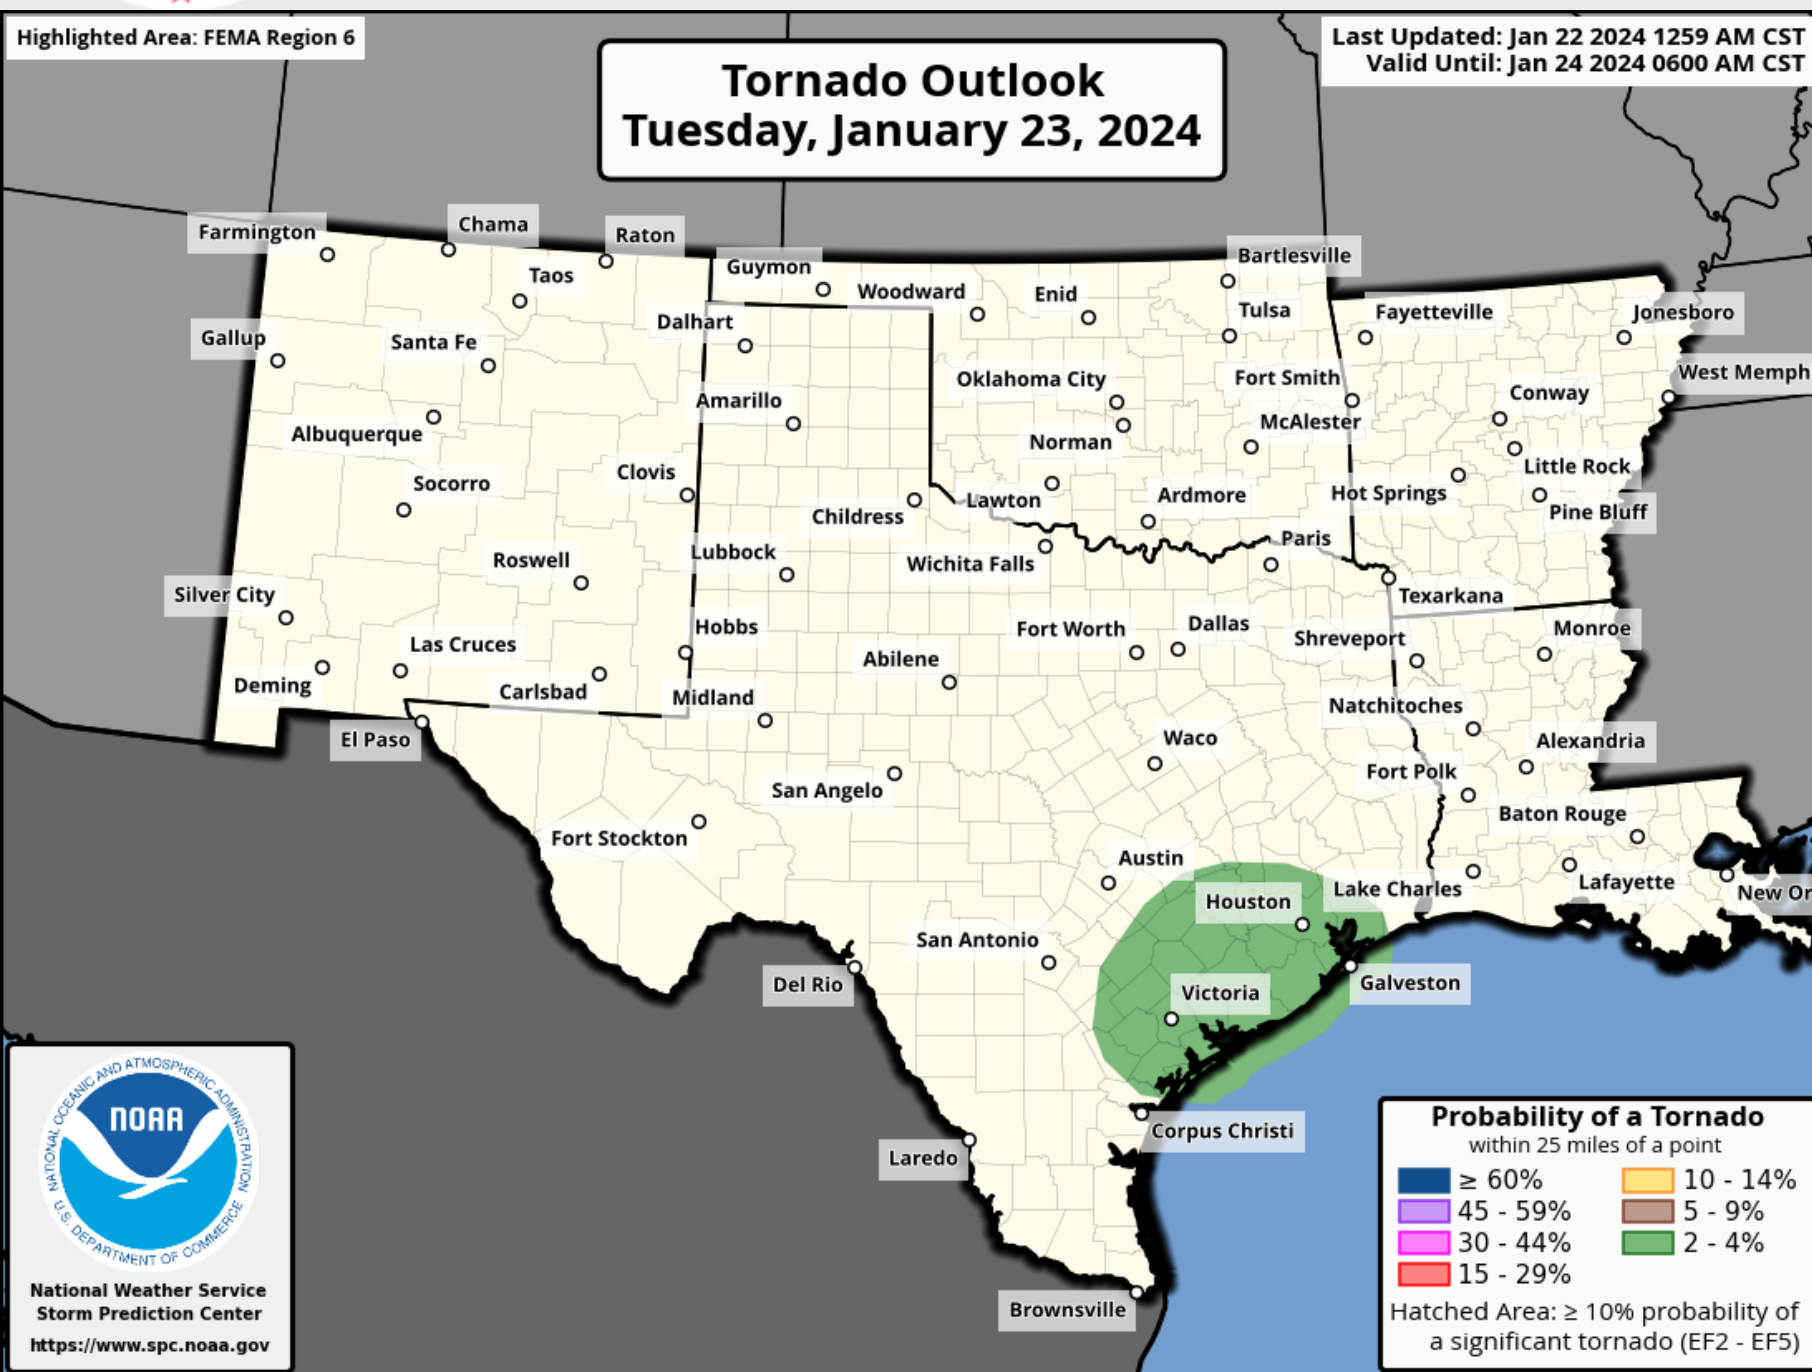 Highlighted Area: FEMA Region 6
Last Updated: Jan 22 2024 1259 AM CST
Valid Until: Jan 24 2024 0600 AM CST
Tornado Outlook
Tuesday, January 23, 2024
Farmington
Chama
Raton
Taos
Guymon
Woodward
Enid
Bartlesville
Tulsa
Fayetteville
Jonesboro
Gallup
Santa Fe
Dalhart
Oklahoma City
Fort Smith
West Memph
Conway
Amarillo
Albuquerque
Norman
McAlester
Little Rock
Clovis
Socorro
Childress
Lawton
Ardmore
Hot Springs
Pine Bluff
Paris
Roswell
Lubbock
Wichita Falls
Silver City
Texarkana
Hobbs
Fort Worth
Dallas
Shreveport
Monroe
Las Cruces
Abilene
Deming
Carlsbad
Midland
Natchitoches
El Paso
Waco
Alexandria
Fort Polk
San Angelo
Baton Rouge
Fort Stockton
Austin
Lake Charles
Lafayette
New Or
Houston
San Antonio
Del Rio
Victoria
Galveston
Corpus Christi
Laredo
Brownsville
NATIONAL OCEANIC AND ATMOSPHERIC ADMINISTRATION
NOAA
U.S. DEPARTMENT OF COMMERCE
National Weather Service
Storm Prediction Center
https://www.spc.noaa.gov
Probability of a Tornado
within 25 miles of a point
≥ 60%
10 - 14%
45 - 59%
5 - 9%
30 - 44%
2 - 4%
15 - 29%
Hatched Area: ≥ 10% probability of
a significant tornado (EF2 - EF5)